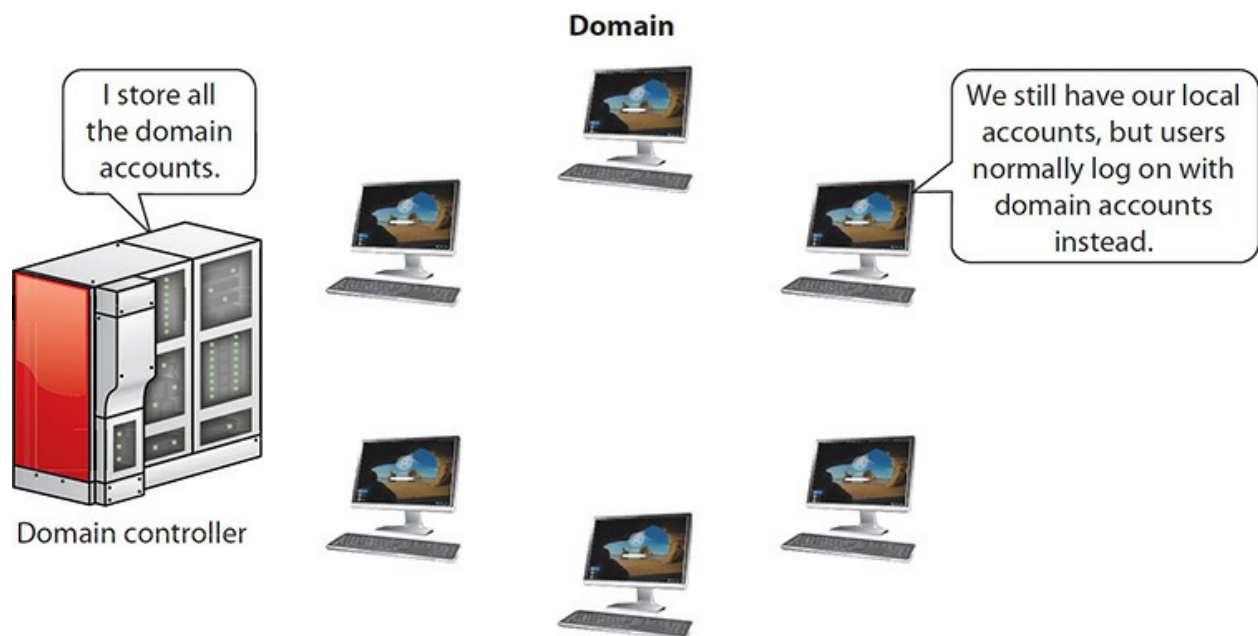 Domain
I store all
the domain
accounts.
We still have our local
accounts, but users
normally log on with
domain accounts
instead.
Domain controller